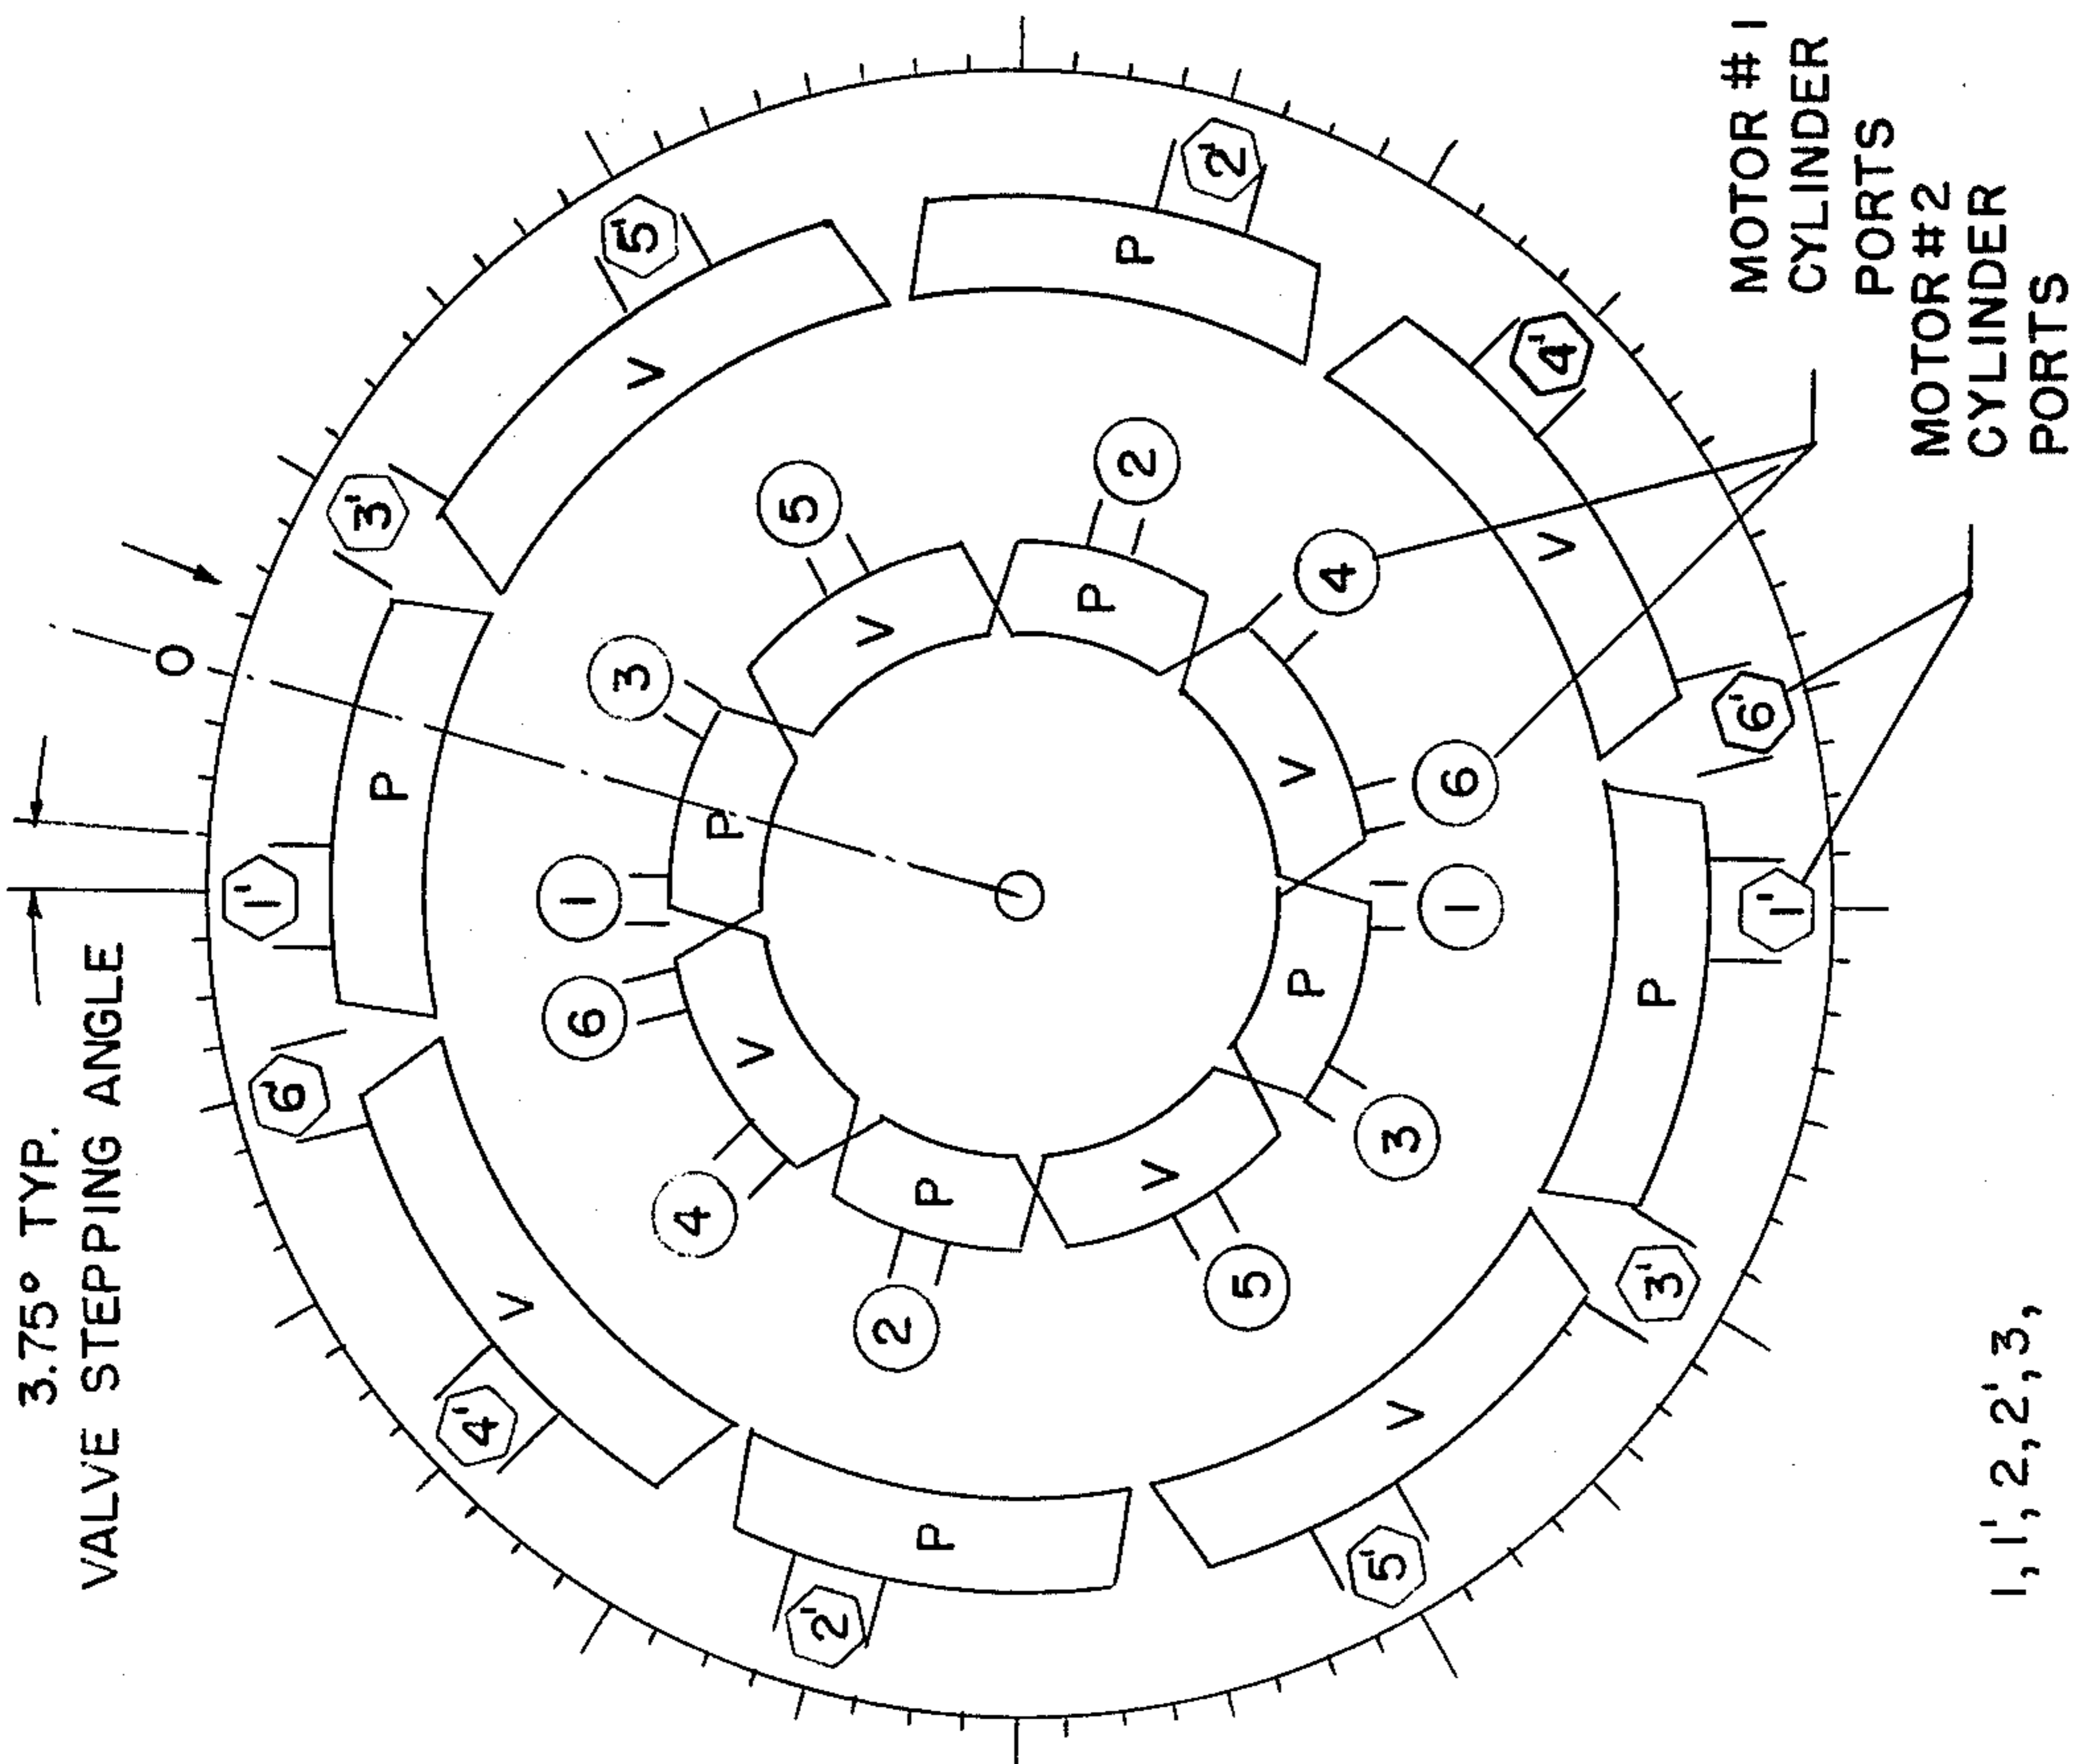 3.75° TYP.
VALVE STEPPING ANGLE
O
1'
6'
4'
2'
5'
3'
1'
6'
4'
2'
5'
3'
P
V
P
V
P
V
P
V
1
6
4
2
5
3
1
6
4
2
5
3
P
V
P
V
P
V
P
V
MOTOR #1
CYLINDER
PORTS
MOTOR #2
CYLINDER
PORTS
1, 1', 2, 2', 3,